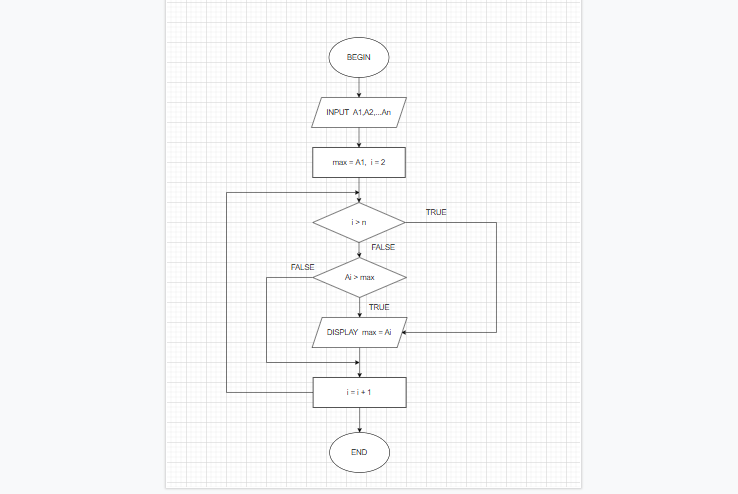 BEGIN
INPUT A1,A2,...An
max = A1, i = 2
i > n
TRUE
FALSE
Ai > max
FALSE
TRUE
DISPLAY max = Ai
i = i + 1
END